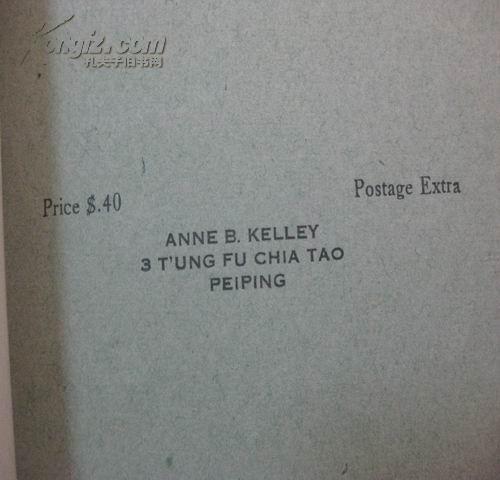 Kongfz.com
孔夫子旧书网
Price $.40
Postage Extra
ANNE B. KELLEY
3 T'UNG FU CHIA TAO
PEIPING